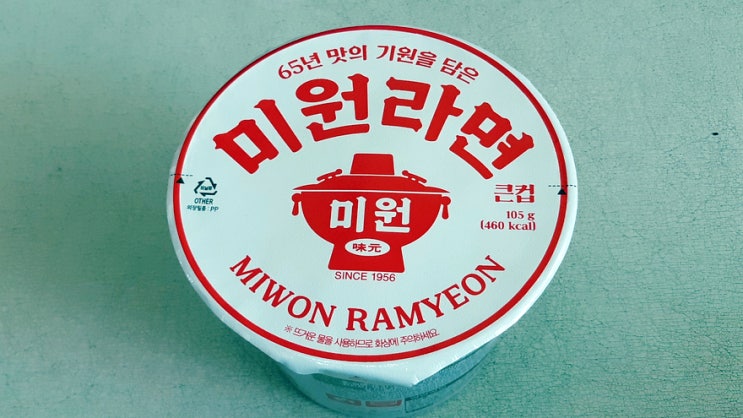 65년 맛의 기원을 담은
미원라면
미원
味元
SINCE 1956
큰컵
105 g
(460 kcal)
OTHER
MIWON RAMYEON
※ 뜨거운 물을 사용하므로 화상에 주의하세요.